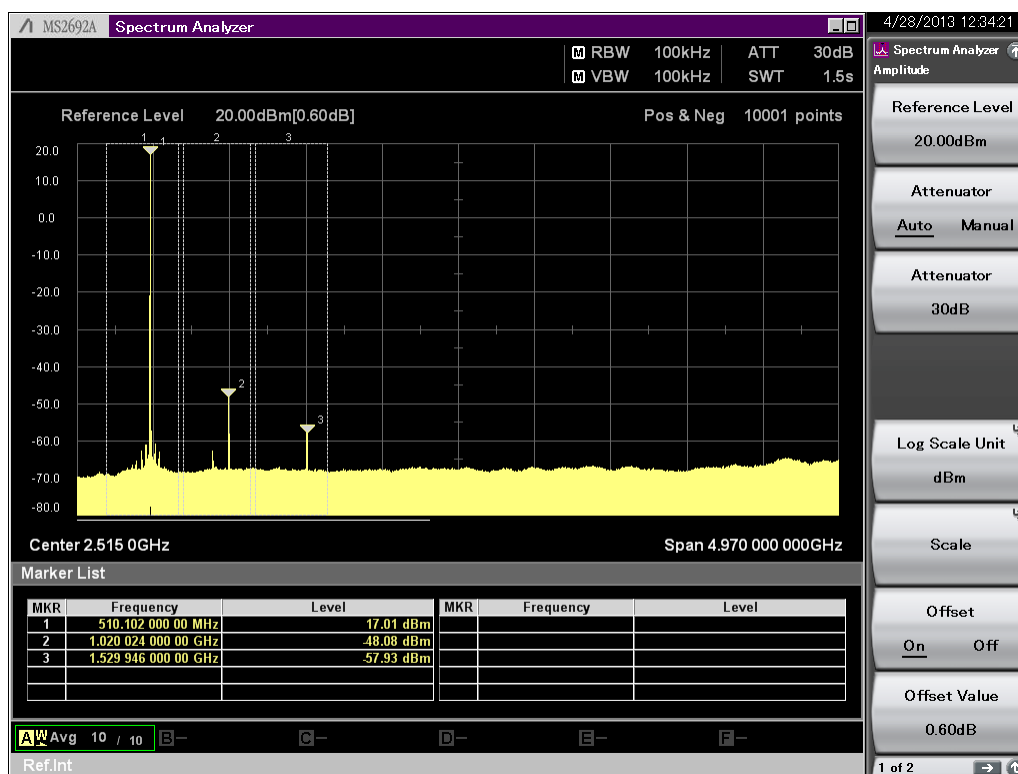 MS2692A Spectrum Analyzer
4/28/2013 12:34:21
M RBW 100kHz ATT 30dB
M VBW 100kHz SWT 1.5s
Reference Level 20.00dBm[0.60dB] Pos & Neg 10001 points
1 1 2 3
20.0
10.0
0.0
-10.0
-20.0
-30.0
-40.0
2
-50.0
3
-60.0
-70.0
-80.0
Center 2.515 0GHz Span 4.970 000 000GHz
Marker List
MKR Frequency Level MKR Frequency Level
1 510.102 000 00 MHz 17.01 dBm
2 1.020 024 000 00 GHz -48.08 dBm
3 1.529 946 000 00 GHz -57.93 dBm
A W Avg 10 / 10 B- C- D- E- F-
Ref.Int
Spectrum Analyzer
Amplitude
Reference Level
20.00dBm
Attenuator
Auto Manual
Attenuator
30dB
Log Scale Unit
dBm
Scale
Offset
On Off
Offset Value
0.60dB
1 of 2